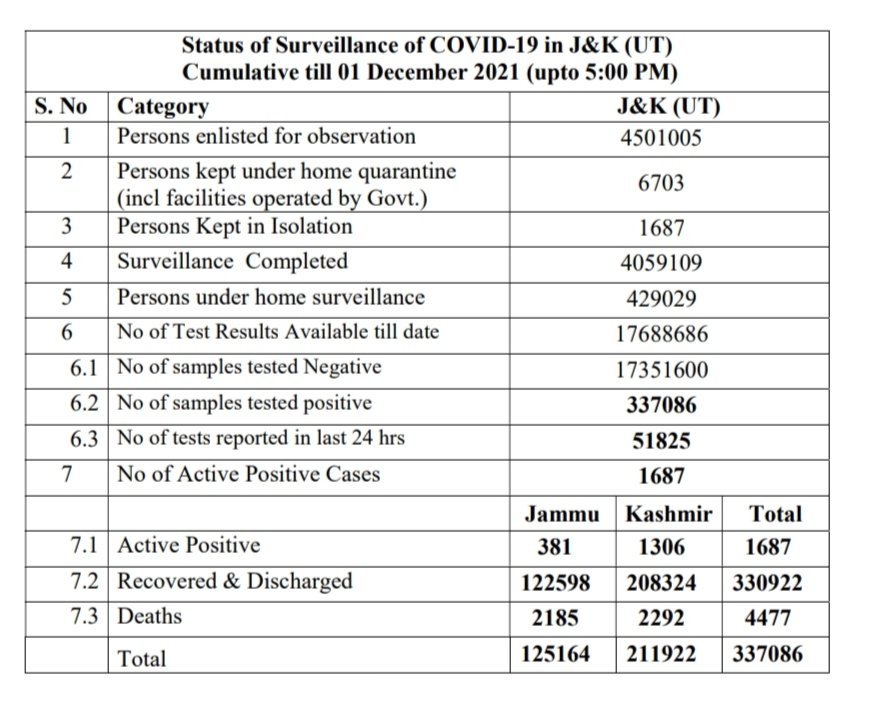 Status of Surveillance of COVID-19 in J&K (UT)
Cumulative till 01 December 2021 (upto 5:00 PM)
S. No Category J&K (UT)
1 Persons enlisted for observation 4501005
2 Persons kept under home quarantine
(incl facilities operated by Govt.) 6703
3 Persons Kept in Isolation 1687
4 Surveillance Completed 4059109
5 Persons under home surveillance 429029
6 No of Test Results Available till date 17688686
6.1 No of samples tested Negative 17351600
6.2 No of samples tested positive 337086
6.3 No of tests reported in last 24 hrs 51825
7 No of Active Positive Cases 1687
Jammu Kashmir Total
7.1 Active Positive 381 1306 1687
7.2 Recovered & Discharged 122598 208324 330922
7.3 Deaths 2185 2292 4477
Total 125164 211922 337086